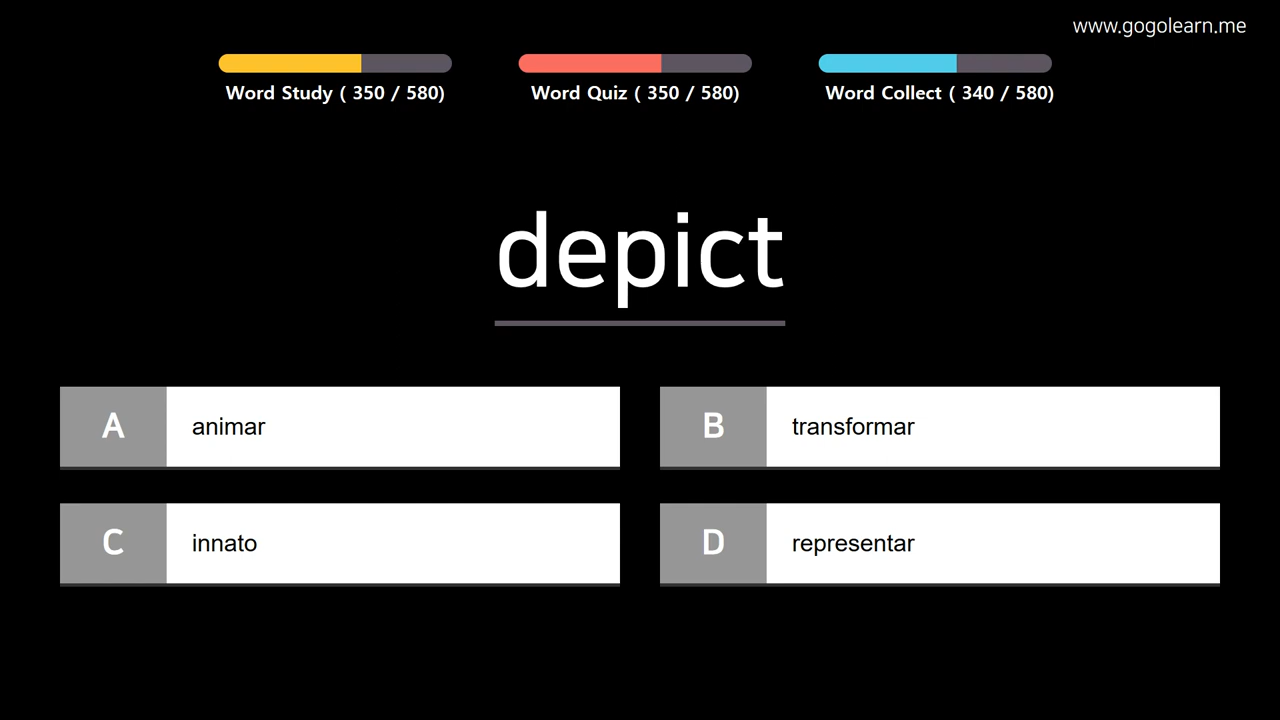 www.gogolearn.me
Word Study ( 350 / 580)
Word Quiz ( 350 / 580)
Word Collect ( 340 / 580)
depict
A animar
B transformar
C innato
D representar